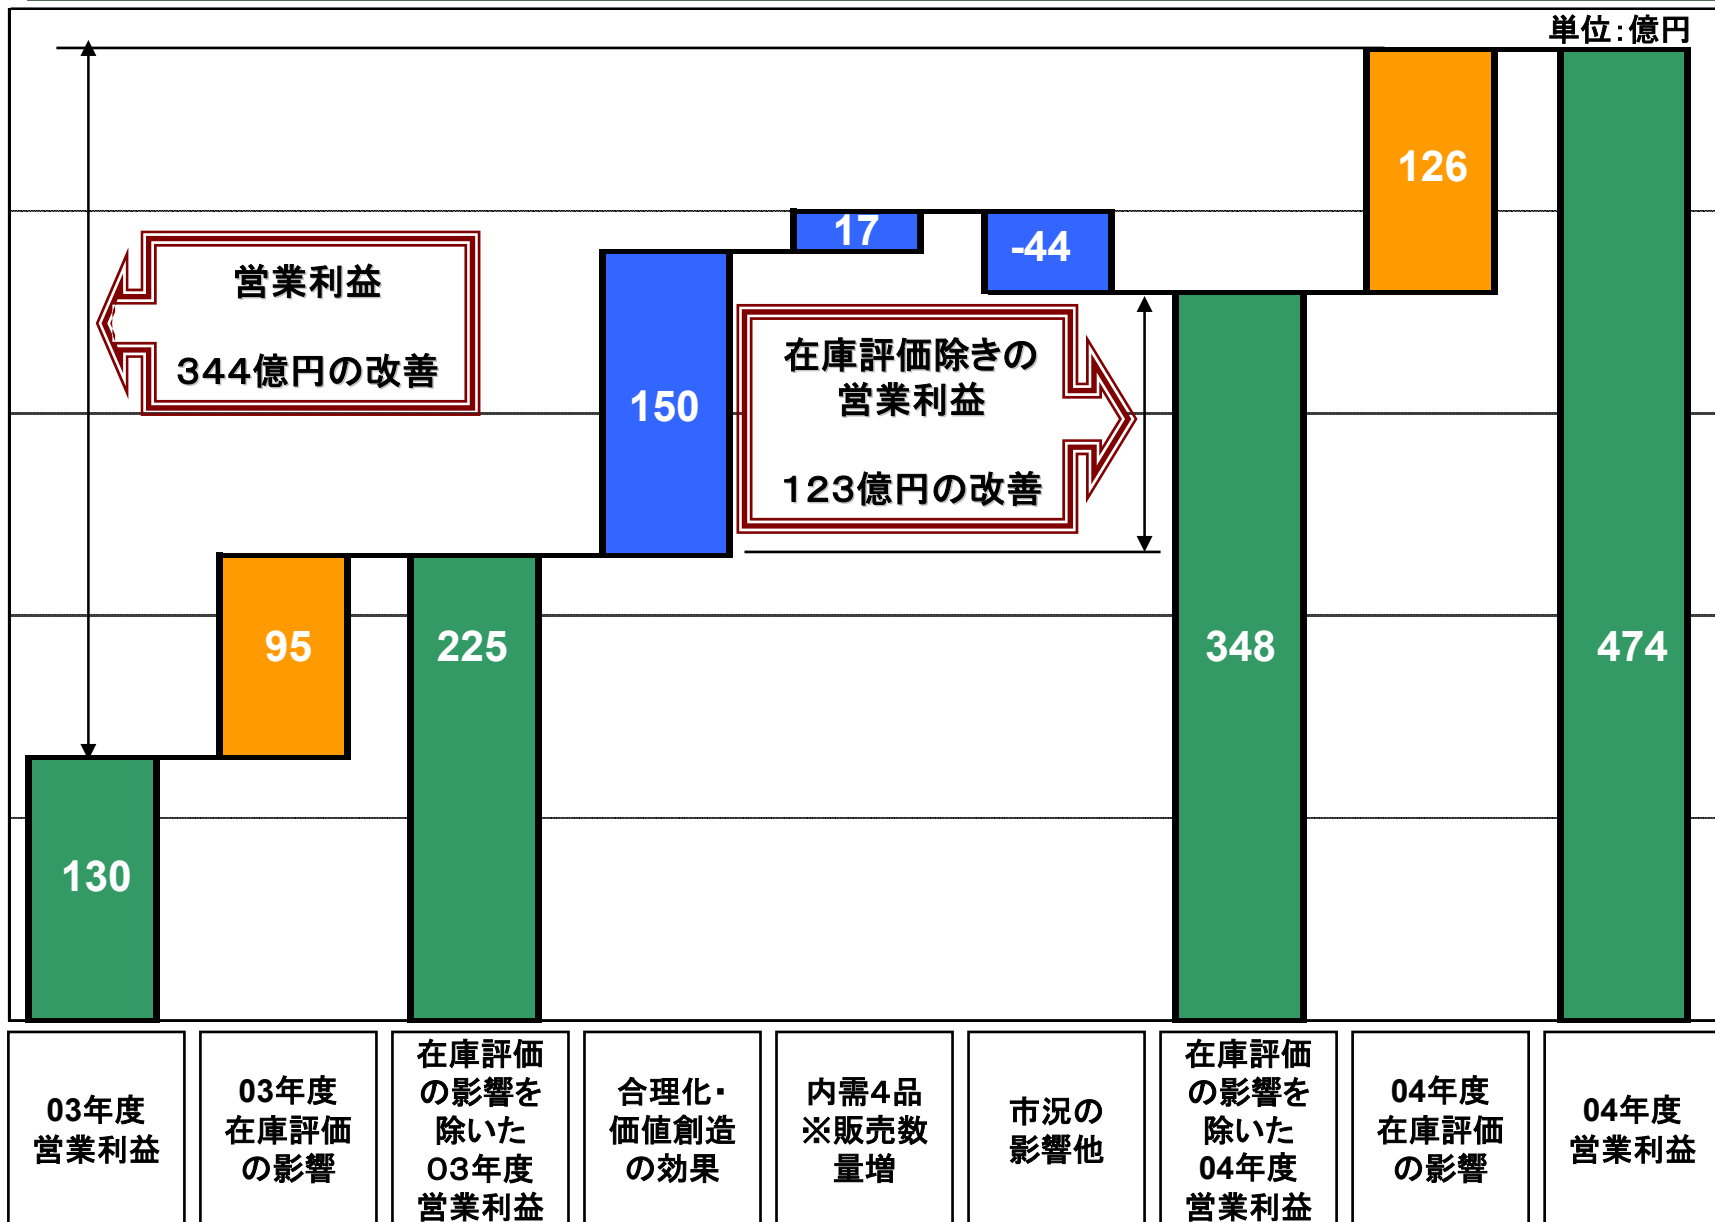 単位：億円
126
17
-44
営業利益
344億円の改善
在庫評価除きの
営業利益
123億円の改善
150
95
225
348
474
130
03年度
営業利益
03年度
在庫評価
の影響
在庫評価
の影響を
除いた
03年度
営業利益
合理化・
価値創造
の効果
内需4品
※販売数
量増
市況の
影響他
在庫評価
の影響を
除いた
04年度
営業利益
04年度
在庫評価
の影響
04年度
営業利益